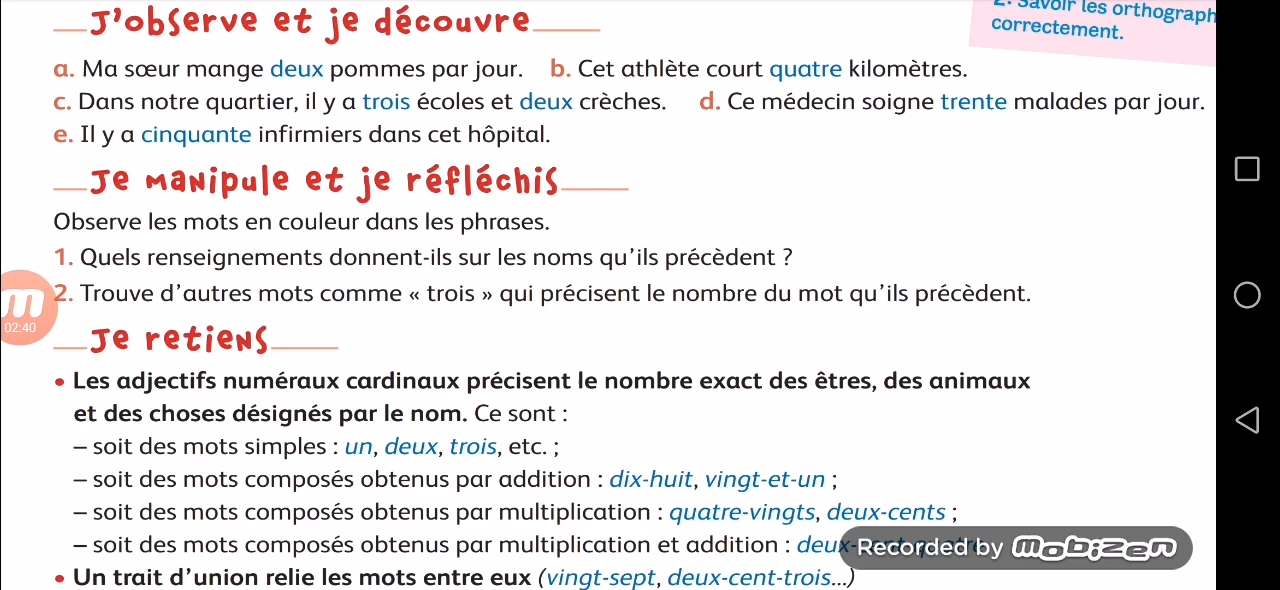 J'observe et je découvre
2. Savoir les
correctement.
a. Ma sœur mange deux pommes par jour. b. Cet athlète court quatre kilomètres.
c. Dans notre quartier, il y a trois écoles et deux crèches. d. Ce médecin soigne trente malades par jour.
e. Il y a cinquante infirmiers dans cet hôpital.
Je manipule et je réfléchis
Observe les mots en couleur dans les phrases.
1. Quels renseignements donnent-ils sur les noms qu'ils précèdent ?
2. Trouve d'autres mots comme « trois » qui précisent le nombre du mot qu'ils précèdent.
02:40
Je retiens
• Les adjectifs numéraux cardinaux précisent le nombre exact des êtres, des animaux
et des choses désignés par le nom. Ce sont :
– soit des mots simples : un, deux, trois, etc. ;
– soit des mots composés obtenus par addition : dix-huit, vingt-et-un ;
– soit des mots composés obtenus par multiplication : quatre-vingts, deux-cents ;
– soit des mots composés obtenus par multiplication et addition :
Recorded by mobizen
• Un trait d'union relie les mots entre eux (vingt-sept, deux-cent-trois...)